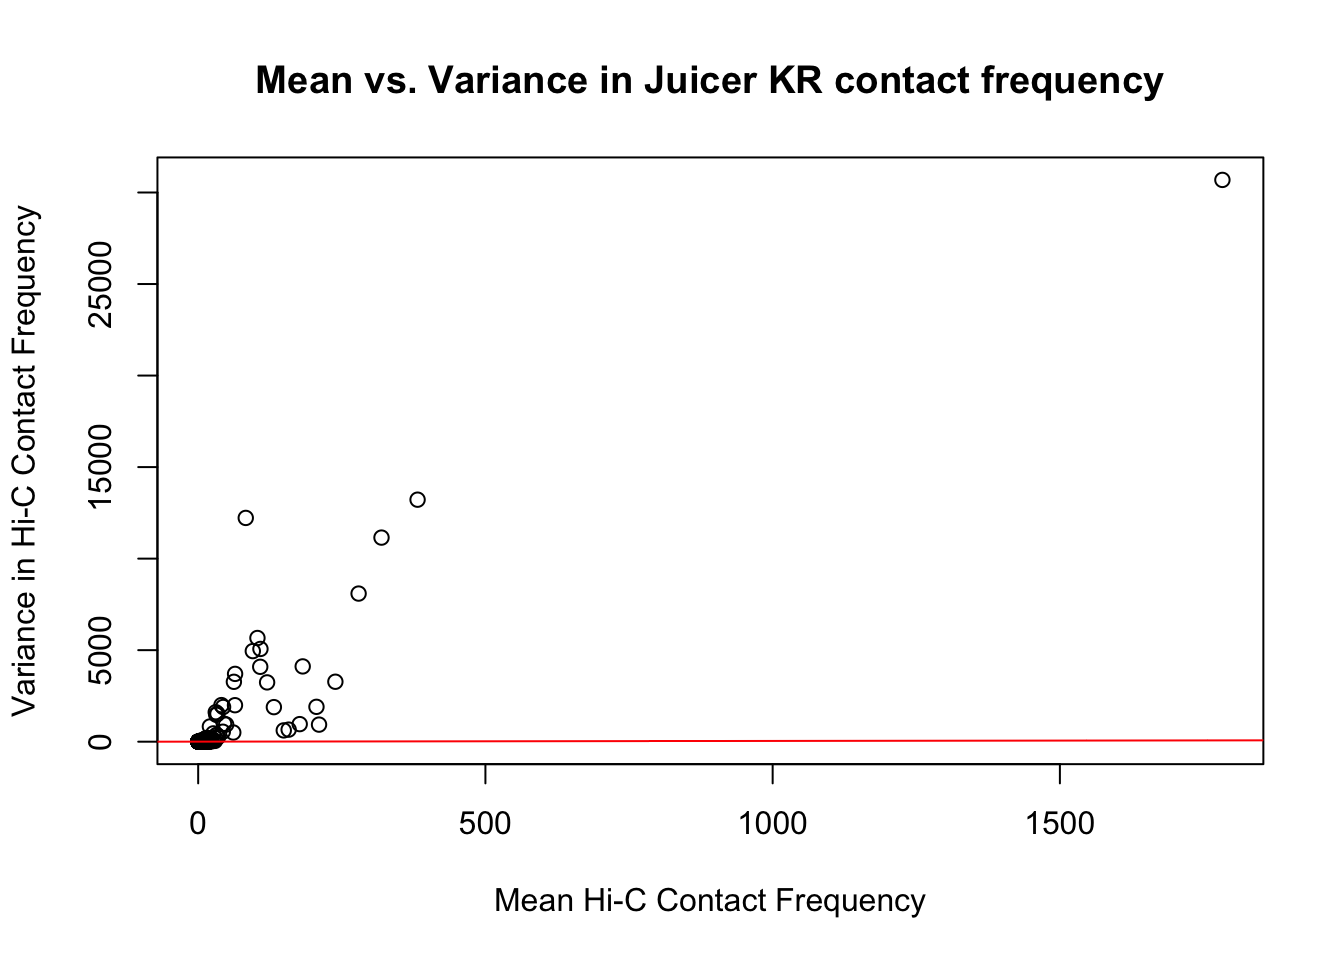 Mean vs. Variance in Juicer KR contact frequency
Variance in Hi-C Contact Frequency
25000
15000
5000
0
0 500 1000 1500
Mean Hi-C Contact Frequency